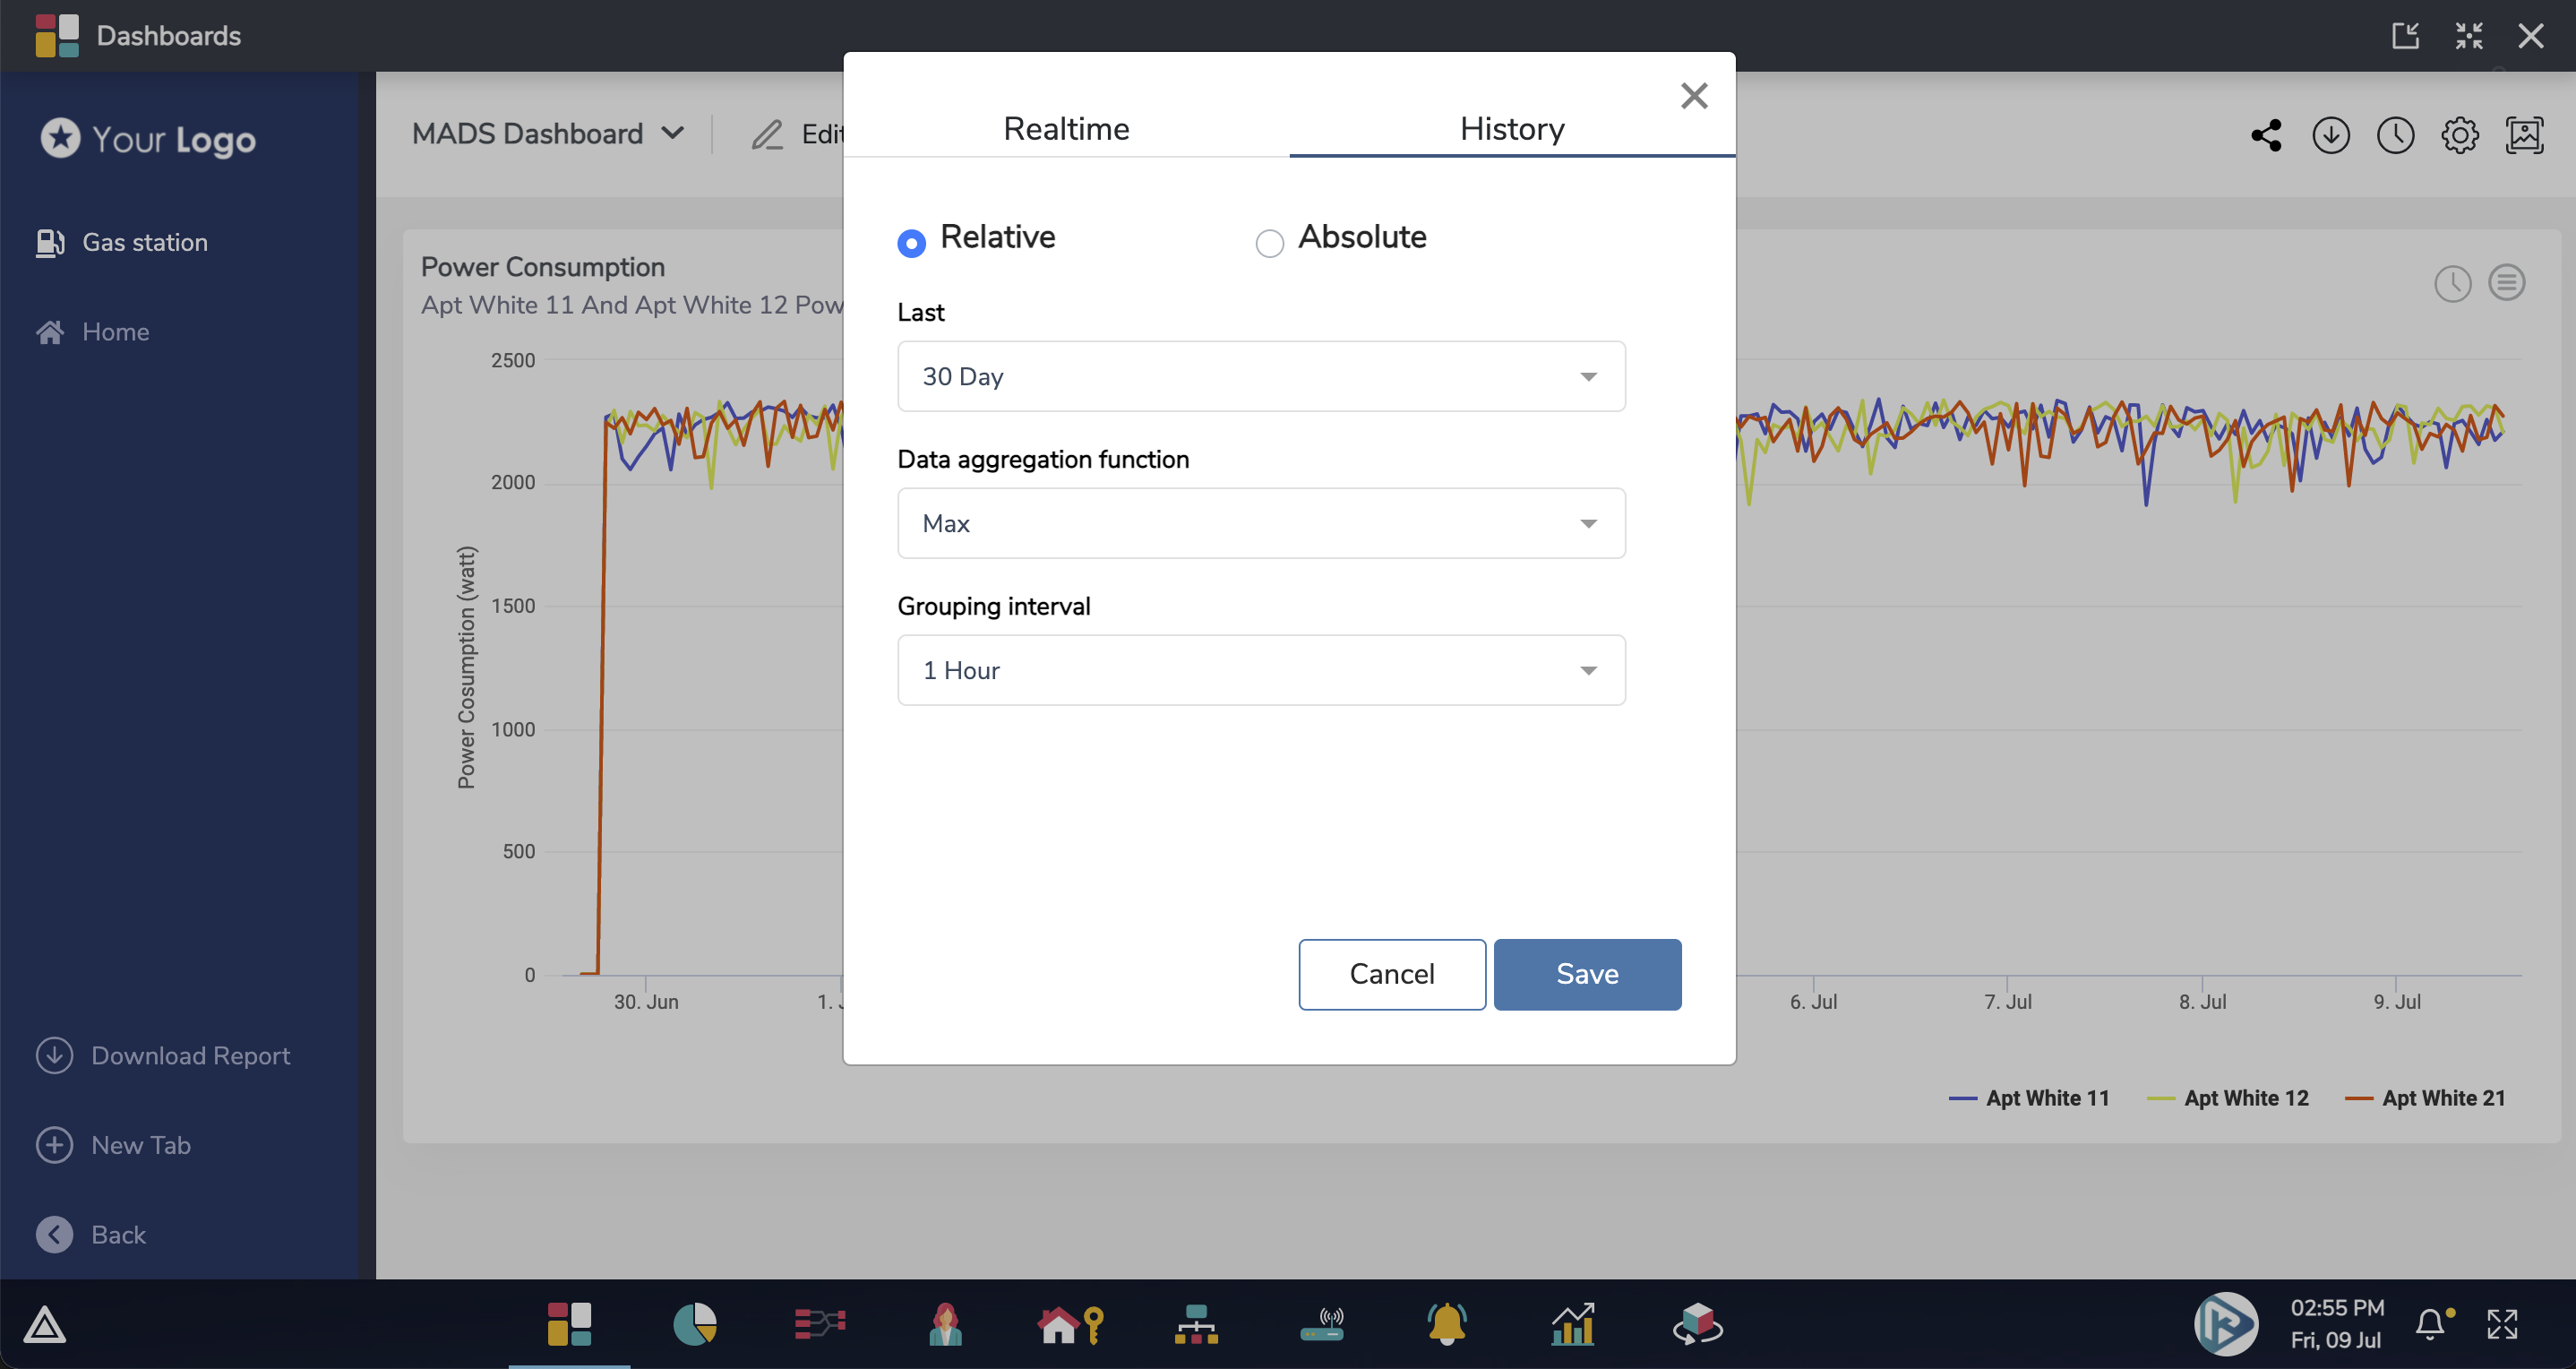 Dashboards
Your Logo
Gas station
Home
Download Report
New Tab
Back
MADS Dashboard
Edit
Power Consumption
Apt White 11 And Apt White 12 Pow
Power Cosumption (watt)
2500
2000
1500
1000
500
0
30. Jun
1. J
6. Jul
7. Jul
8. Jul
9. Jul
Apt White 11
Apt White 12
Apt White 21
Realtime
History
Relative
Absolute
Last
30 Day
Data aggregation function
Max
Grouping interval
1 Hour
Cancel
Save
02:55 PM
Fri, 09 Jul